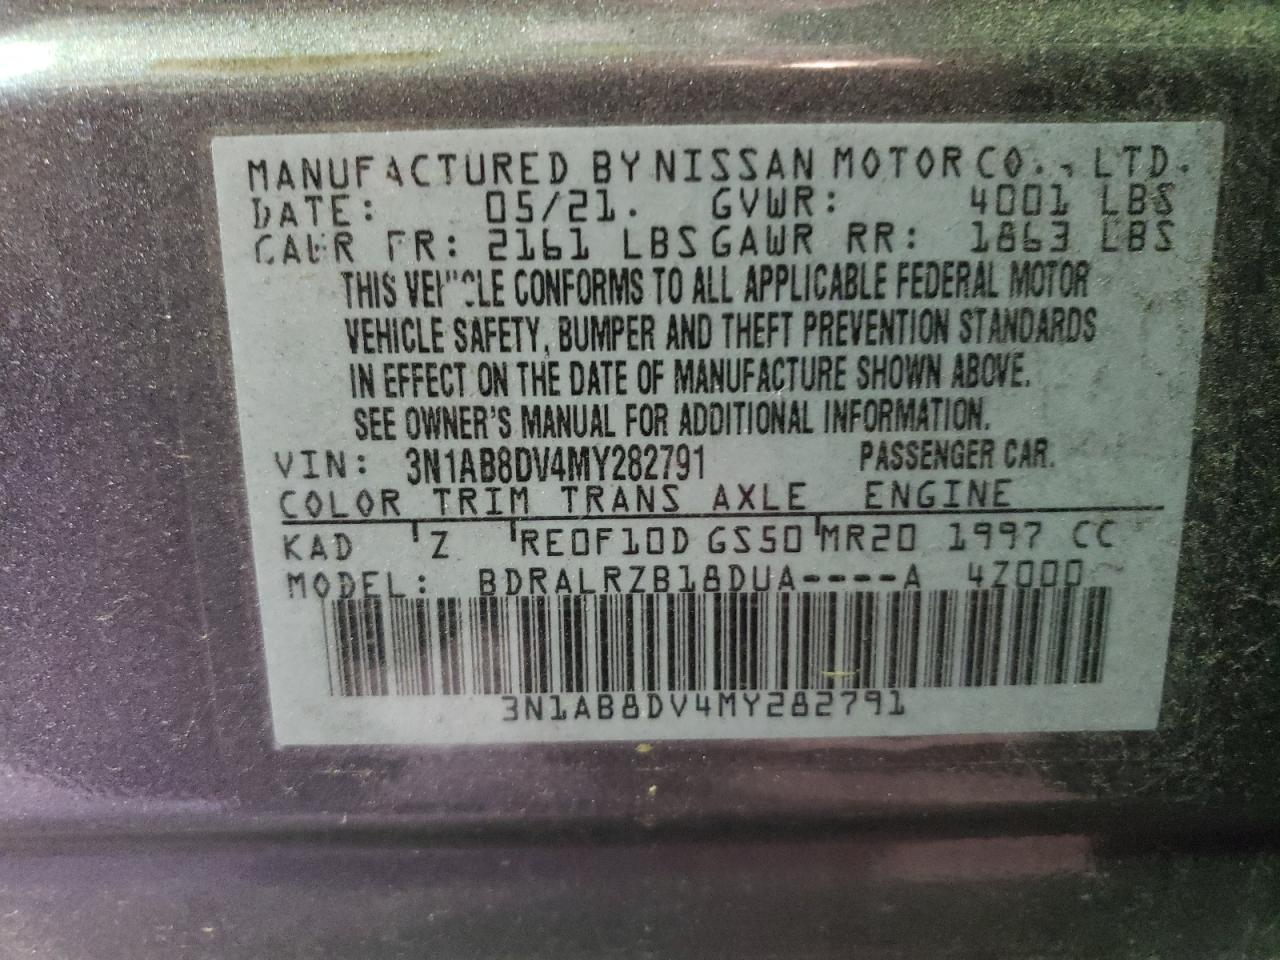 MANUFACTURED BY NISSAN MOTOR CO., LTD.
DATE: 05/21. GVWR: 4001 LBS
GAWR FR: 2161 LBS GAWR RR: 1863 LBS
THIS VEHICLE CONFORMS TO ALL APPLICABLE FEDERAL MOTOR
VEHICLE SAFETY, BUMPER AND THEFT PREVENTION STANDARDS
IN EFFECT ON THE DATE OF MANUFACTURE SHOWN ABOVE.
SEE OWNER'S MANUAL FOR ADDITIONAL INFORMATION.
VIN: 3N1AB8DV4MY282791 PASSENGER CAR.
COLOR TRIM TRANS AXLE ENGINE
KAD Z RE0F10D GS50 MR20 1997 CC
MODEL: BDRALRZB18DUA----A 4Z000
3N1AB8DV4MY282791